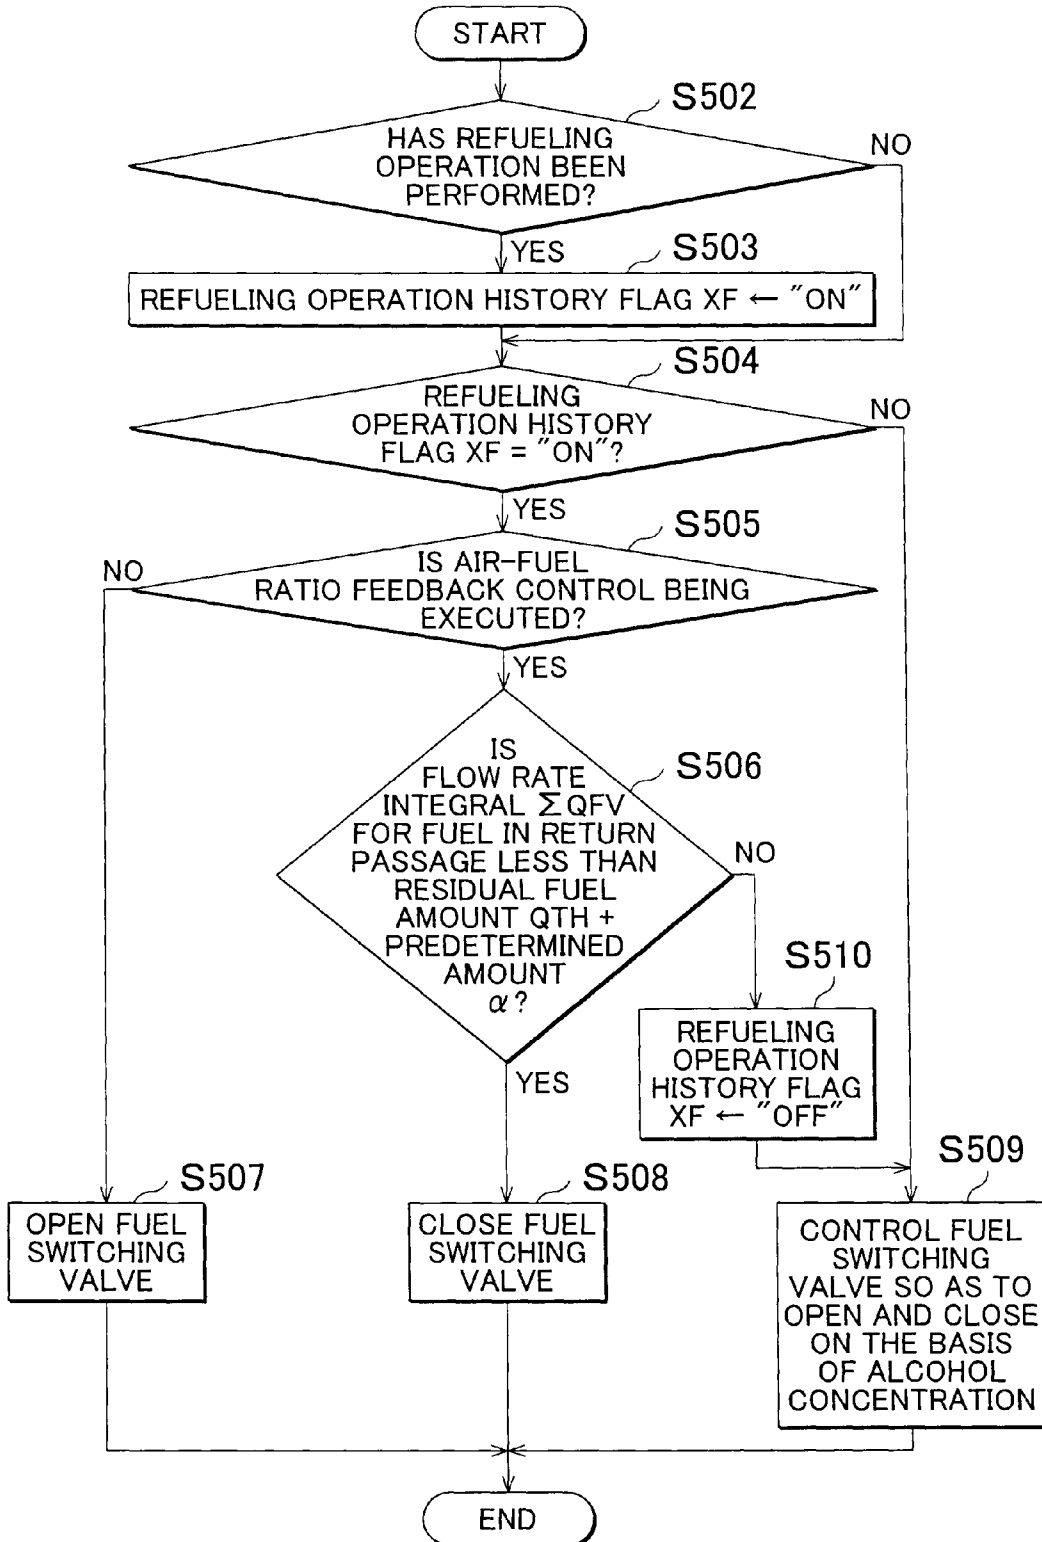 START
S502
HAS REFUELING
OPERATION BEEN
PERFORMED?
NO
YES
S503
REFUELING OPERATION HISTORY FLAG XF ← "ON"
S504
REFUELING
OPERATION HISTORY
FLAG XF = "ON"?
NO
YES
S505
IS AIR-FUEL
RATIO FEEDBACK CONTROL BEING
EXECUTED?
NO
YES
S506
IS
FLOW RATE
INTEGRAL ΣQFV
FOR FUEL IN RETURN
PASSAGE LESS THAN
RESIDUAL FUEL
AMOUNT QTH +
PREDETERMINED
AMOUNT
α?
NO
YES
S510
REFUELING
OPERATION
HISTORY FLAG
XF ← "OFF"
S507
OPEN FUEL
SWITCHING
VALVE
S508
CLOSE FUEL
SWITCHING
VALVE
S509
CONTROL FUEL
SWITCHING
VALVE SO AS TO
OPEN AND CLOSE
ON THE BASIS
OF ALCOHOL
CONCENTRATION
END